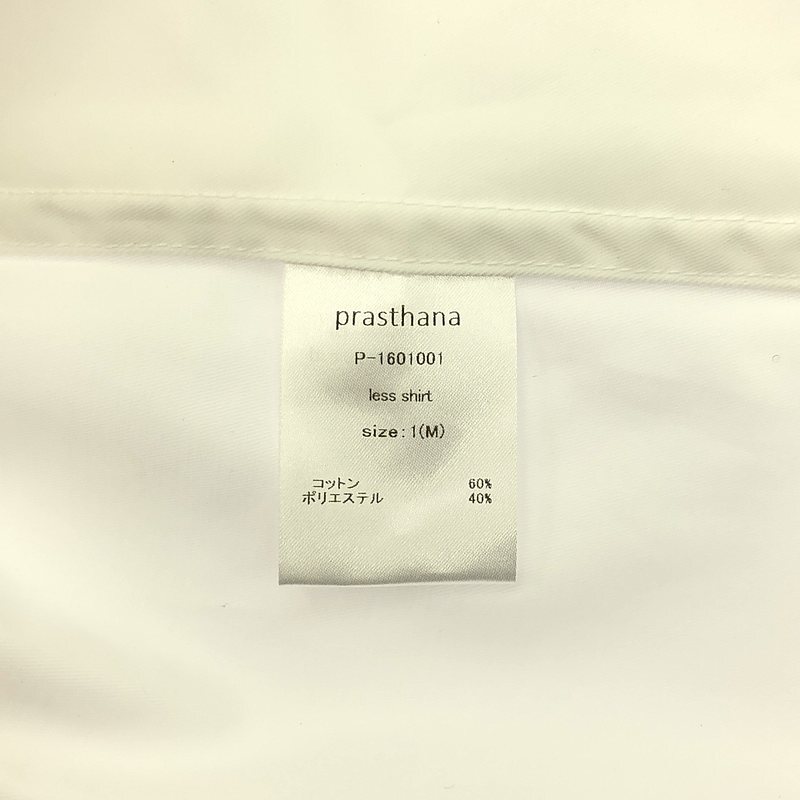 prasthana
P-1601001
less shirt
size:1(M)
コットン 60%
ポリエステル 40%